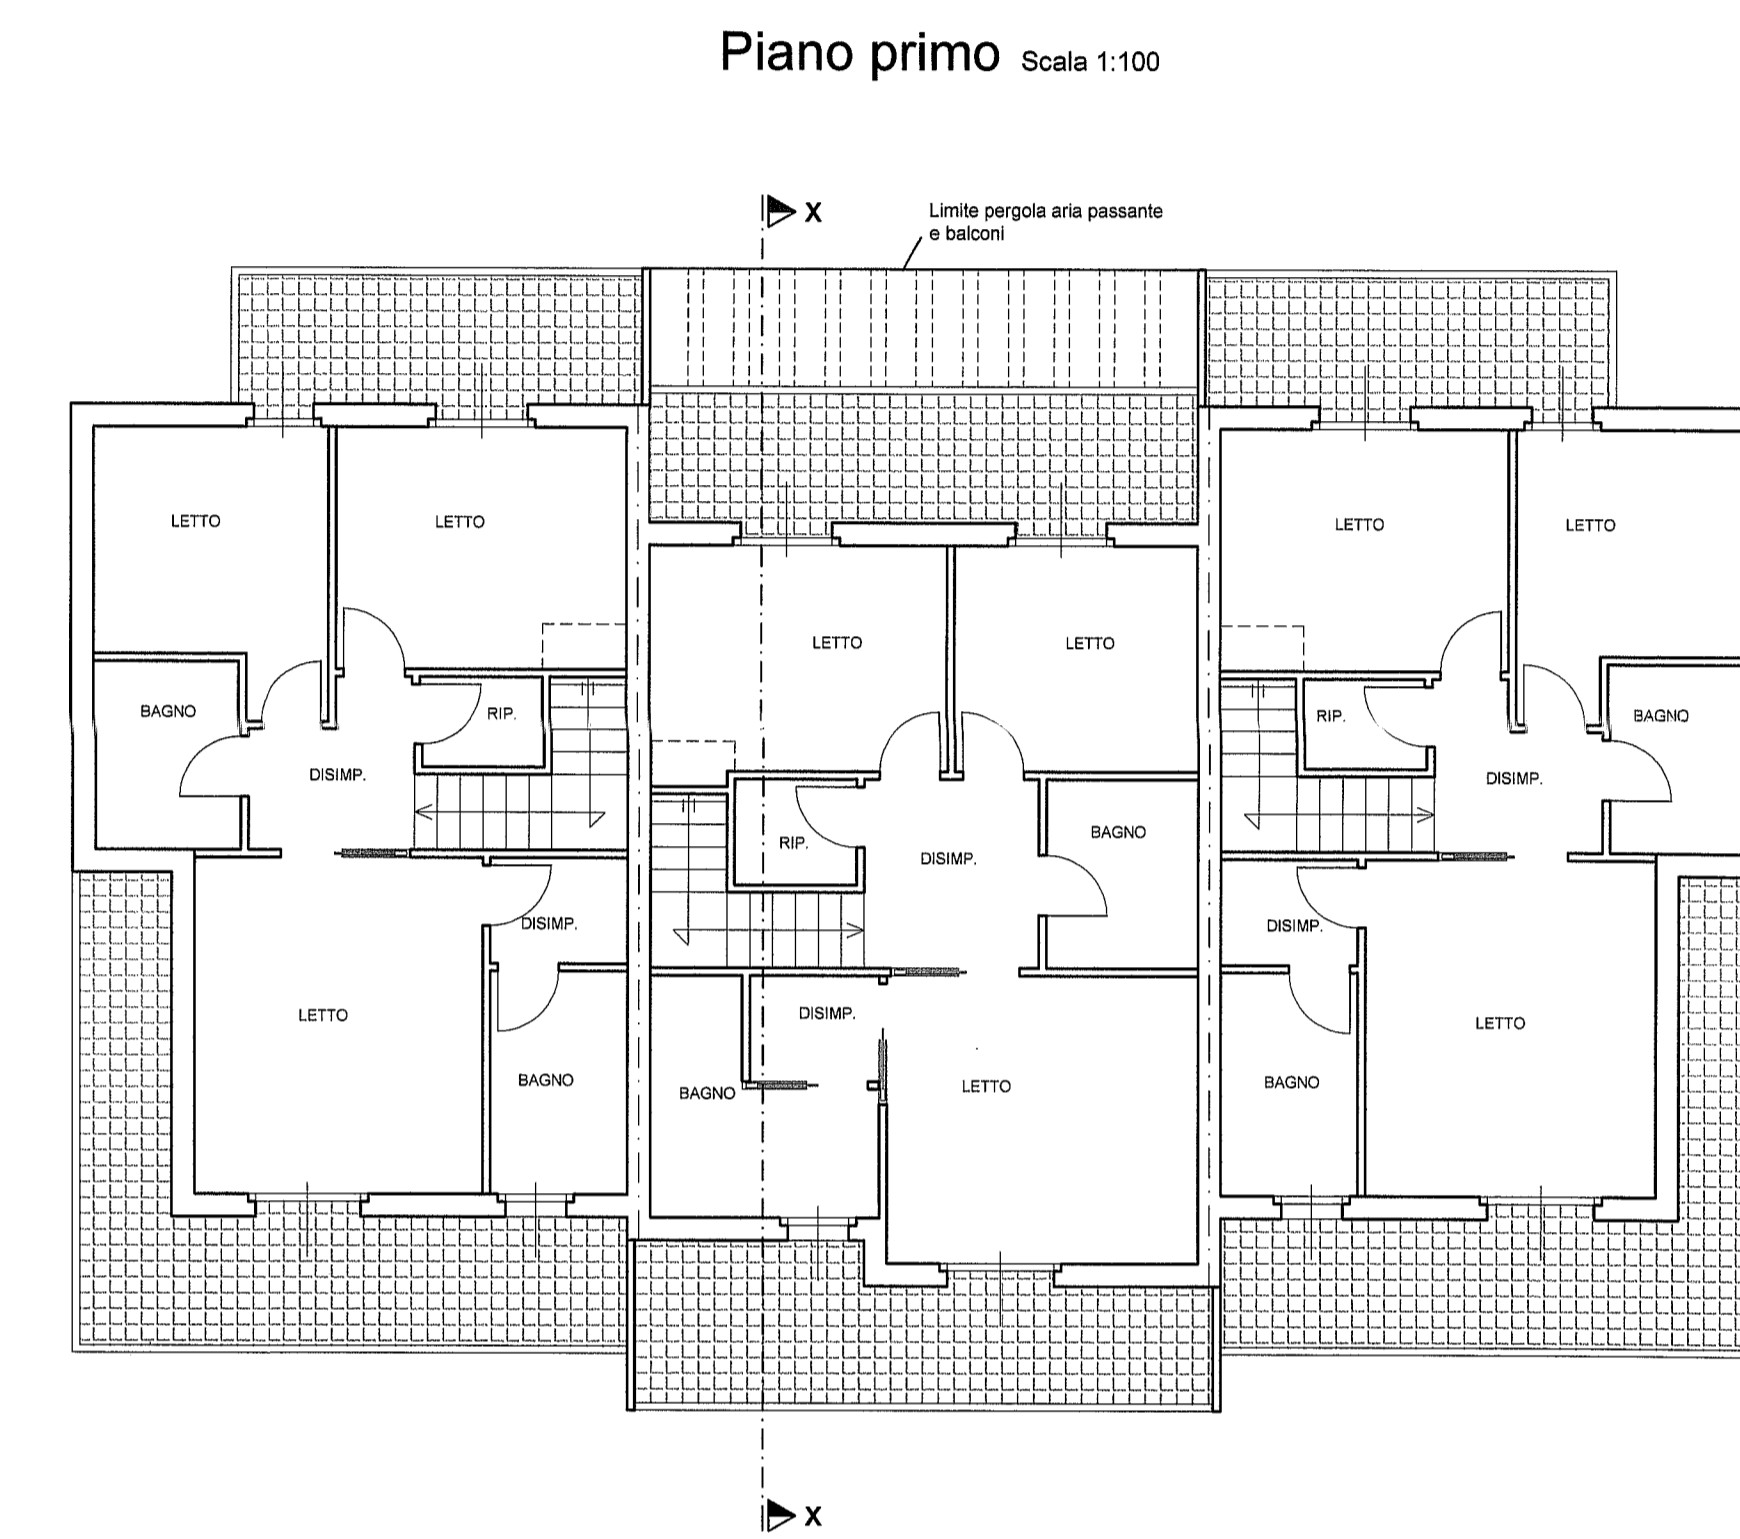 Piano primo Scala 1:100
X
Limite pergola aria passante
e balconi
LETTO
LETTO
LETTO
LETTO
LETTO
LETTO
BAGNO
RIP.
DISIMP.
RIP.
BAGNO
DISIMP.
RIP.
DISIMP.
BAGNO
DISIMP.
DISIMP.
LETTO
BAGNO
DISIMP.
BAGNO
LETTO
BAGNO
LETTO
X